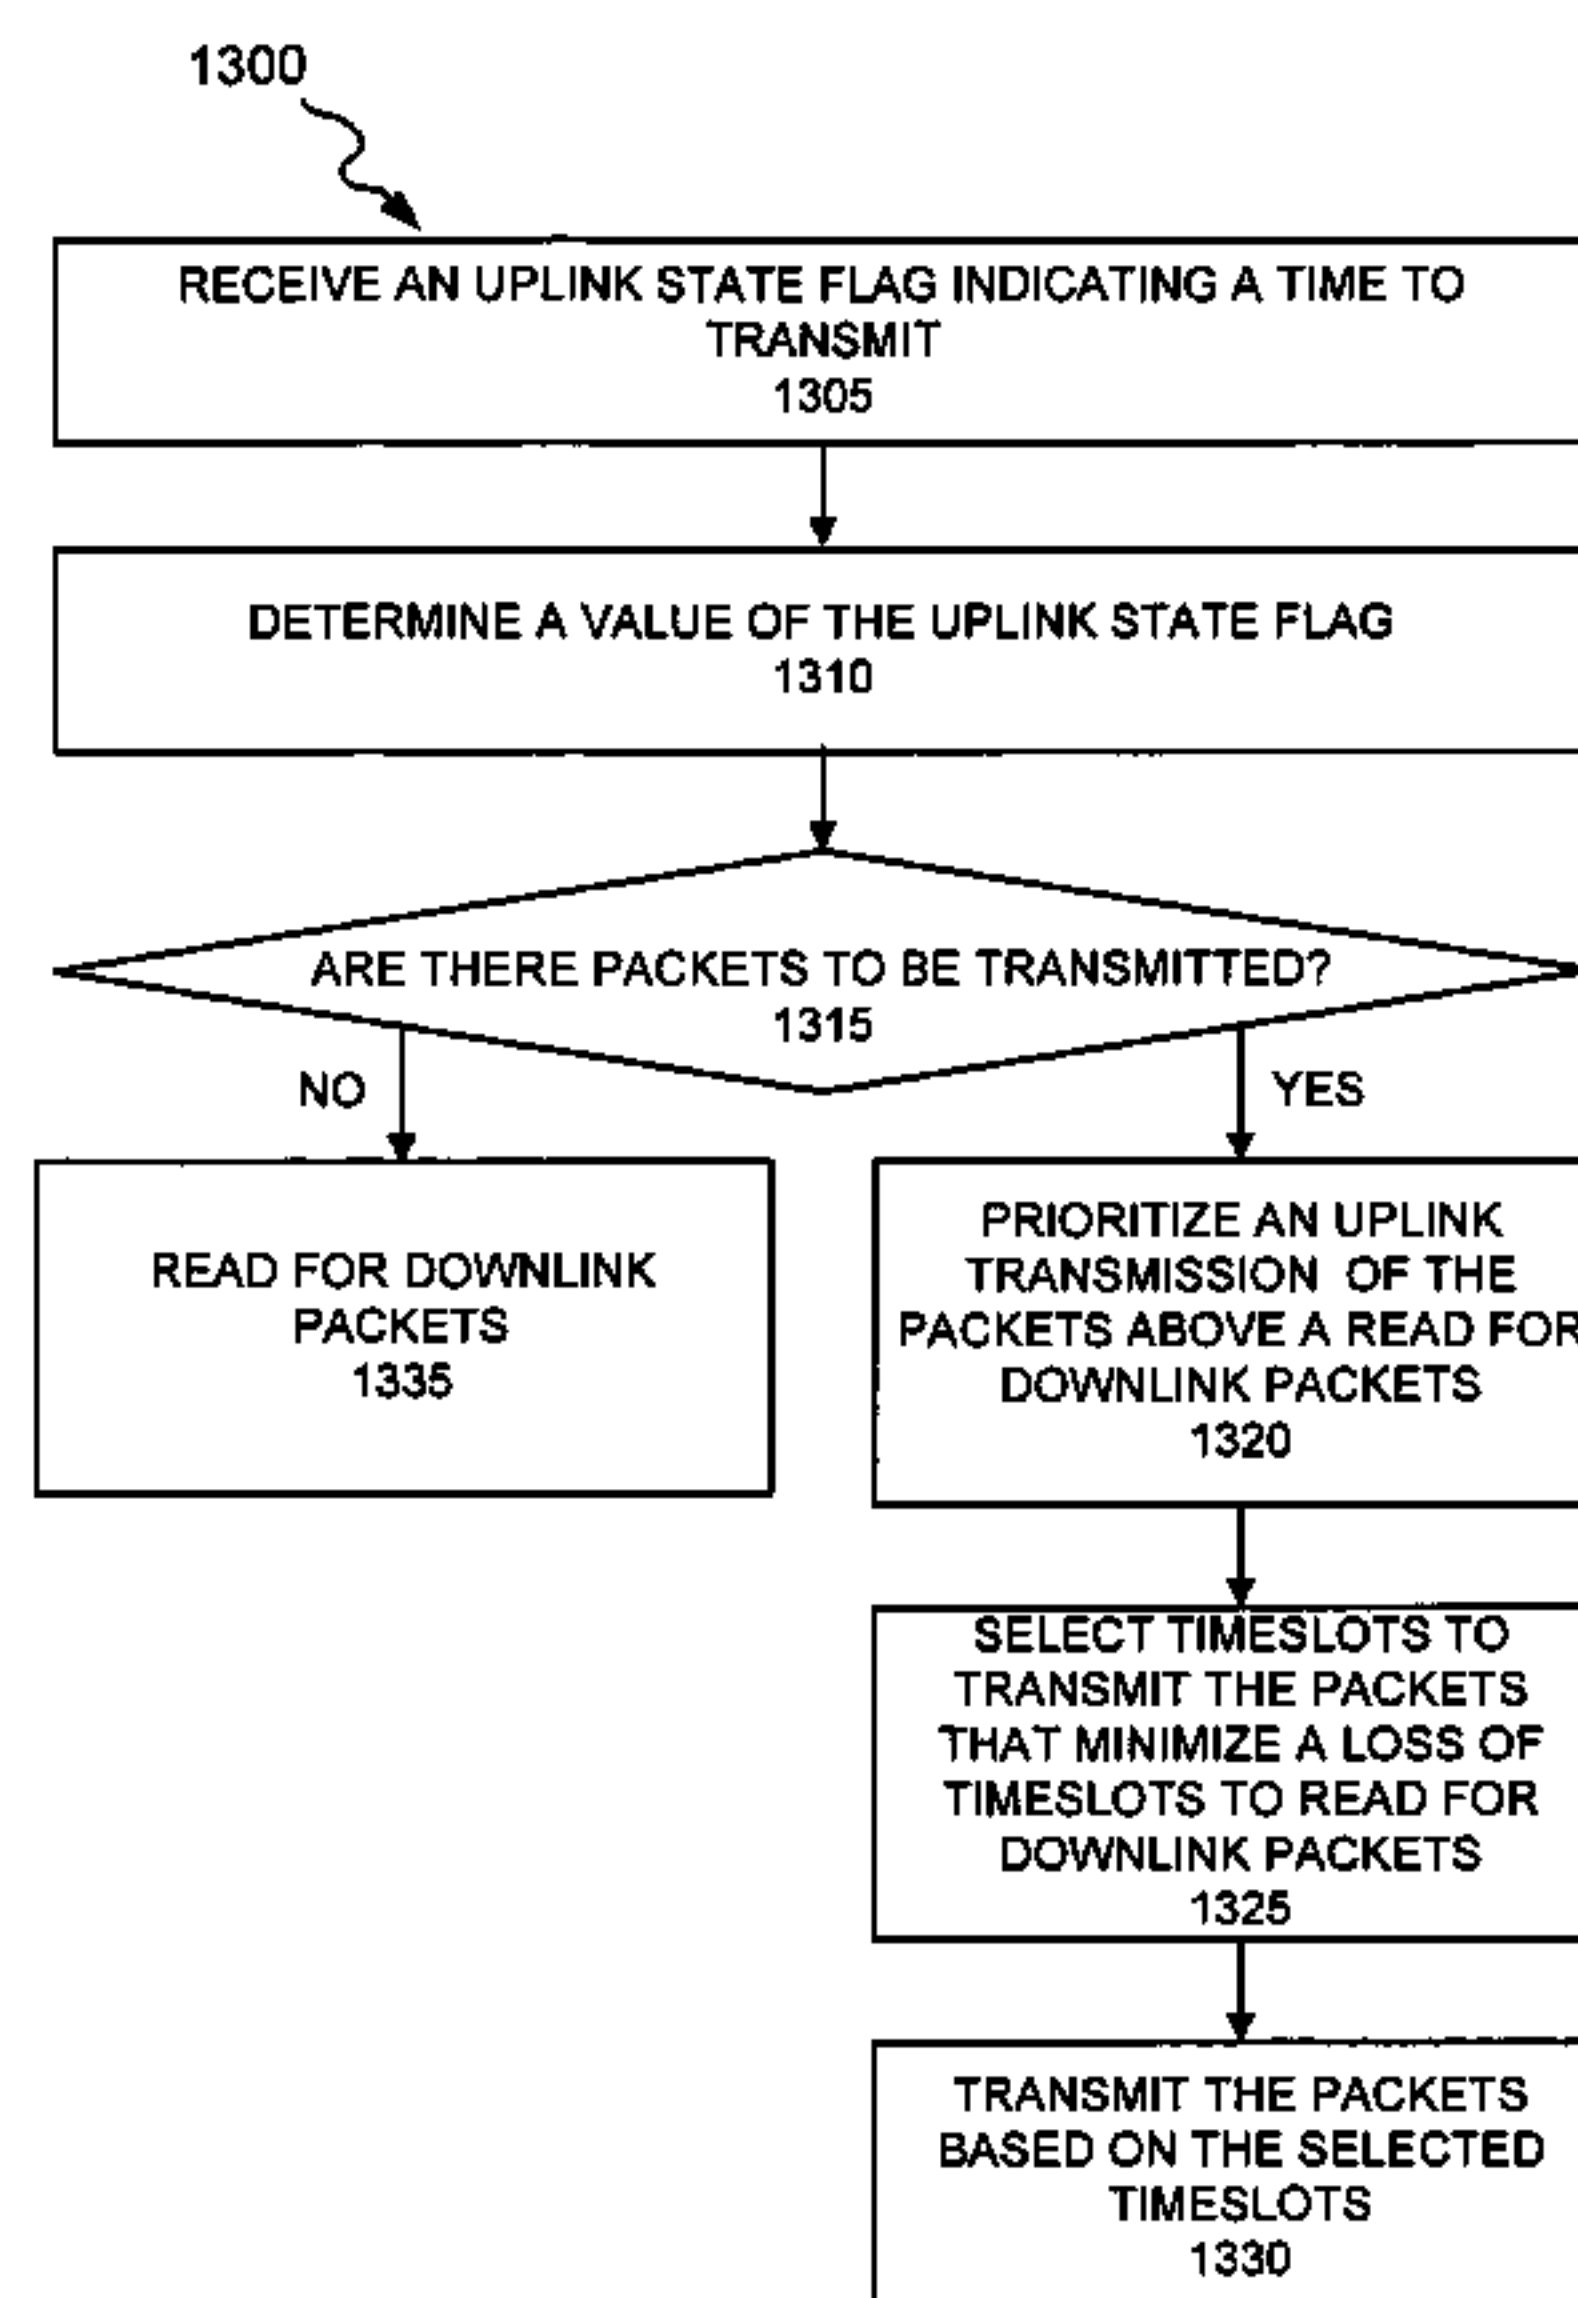 1300
RECEIVE AN UPLINK STATE FLAG INDICATING A TIME TO
TRANSMIT
1305
DETERMINE A VALUE OF THE UPLINK STATE FLAG
1310
ARE THERE PACKETS TO BE TRANSMITTED?
1315
NO
YES
READ FOR DOWNLINK
PACKETS
1335
PRIORITIZE AN UPLINK
TRANSMISSION OF THE
PACKETS ABOVE A READ FOR
DOWNLINK PACKETS
1320
SELECT TIMESLOTS TO
TRANSMIT THE PACKETS
THAT MINIMIZE A LOSS OF
TIMESLOTS TO READ FOR
DOWNLINK PACKETS
1325
TRANSMIT THE PACKETS
BASED ON THE SELECTED
TIMESLOTS
1330